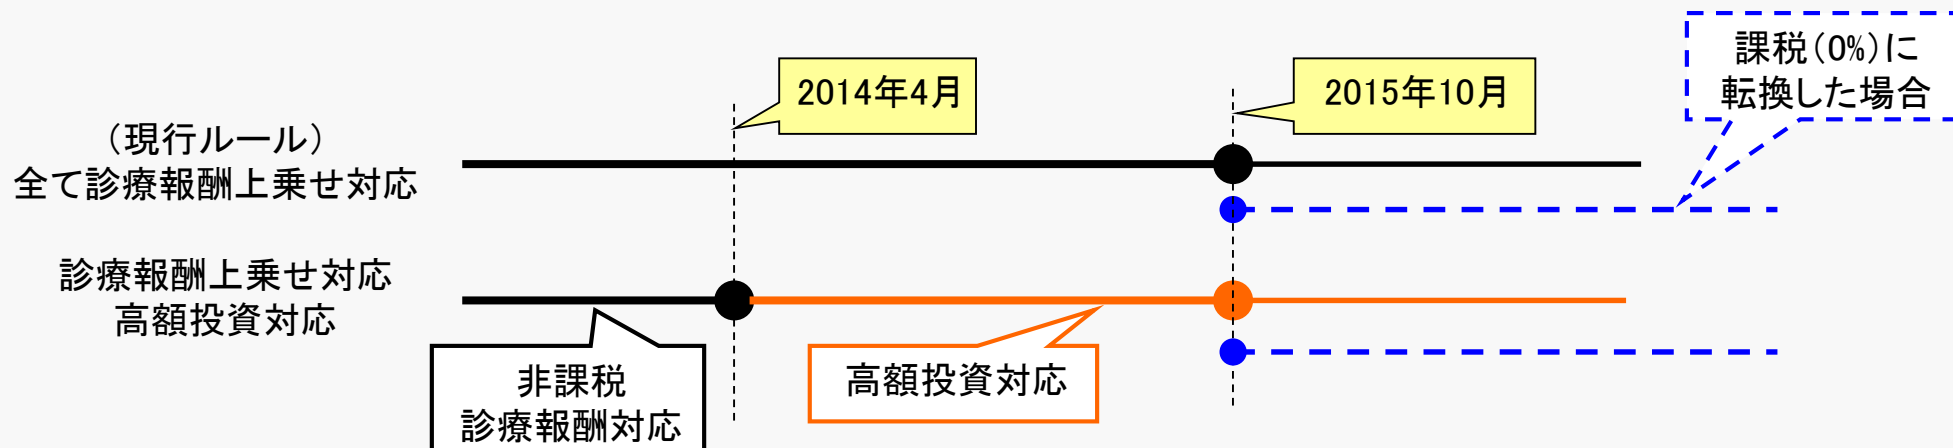 課税(0%)に
転換した場合
2014年4月
2015年10月
(現行ルール)
全て診療報酬上乗せ対応
診療報酬上乗せ対応
高額投資対応
非課税
診療報酬対応
高額投資対応